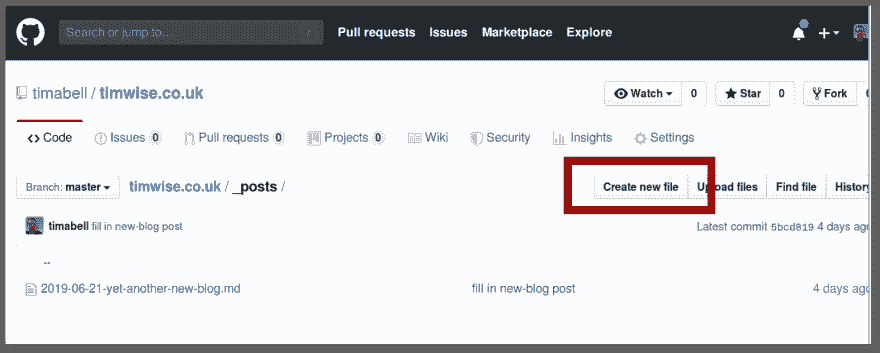 Search or jump to... /
Pull requests Issues Marketplace Explore
timabell / timwise.co.uk
Watch 0 Star 0 Fork
Code Issues 0 Pull requests 0 Projects 0 Wiki Security Insights Settings
Branch: master timwise.co.uk / _posts / Create new file Upload files Find file History
timabell fill in new-blog post Latest commit 5bcd819 4 days ago
..
2019-06-21-yet-another-new-blog.md fill in new-blog post 4 days ago